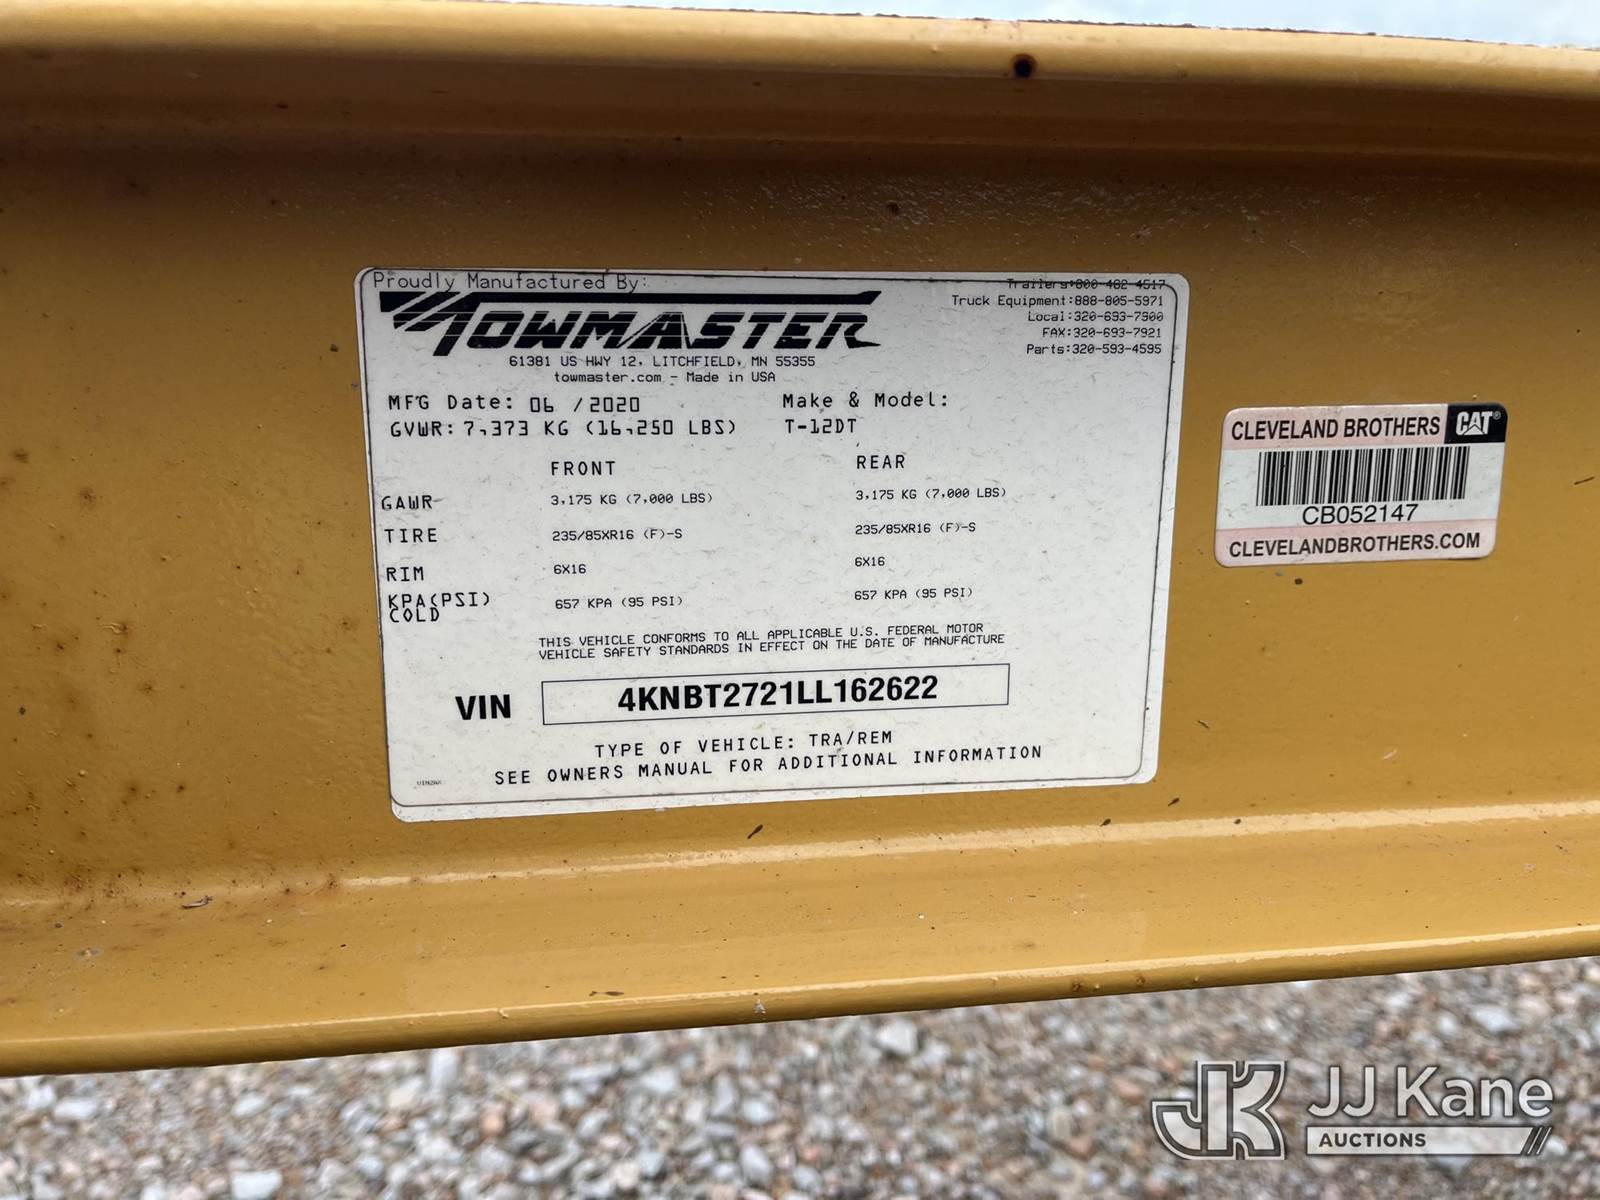 Proudly Manufactured By:
TOWMASTER
61381 US HWY 12, LITCHFIELD, MN 55355
towmaster.com - Made in USA
Trailers:800-462-4517
Truck Equipment:888-805-5971
Local:320-693-7900
FAX:320-693-7921
Parts:320-593-4595
MFG Date: 06 /2020
Make & Model:
GVWR: 7,373 KG (16,250 LBS)
T-12DT
FRONT REAR
GAWR 3,175 KG (7,000 LBS) 3,175 KG (7,000 LBS)
TIRE 235/85XR16 (F)-S 235/85XR16 (F)-S
RIM 6X16 6X16
KPA(PSI) COLD 657 KPA (95 PSI) 657 KPA (95 PSI)
THIS VEHICLE CONFORMS TO ALL APPLICABLE U.S. FEDERAL MOTOR
VEHICLE SAFETY STANDARDS IN EFFECT ON THE DATE OF MANUFACTURE
VIN 4KNBT2721LL162622
TYPE OF VEHICLE: TRA/REM
SEE OWNERS MANUAL FOR ADDITIONAL INFORMATION
CLEVELAND BROTHERS CAT®
CB052147
CLEVELANDBROTHERS.COM
JK JJ Kane
AUCTIONS